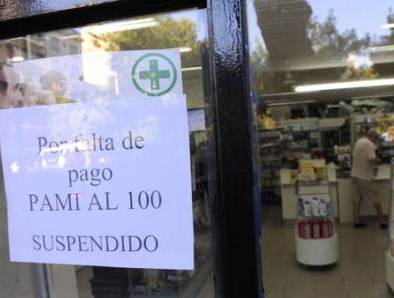 Por falta de
pago
PAMI AL 100
SUSPENDIDO